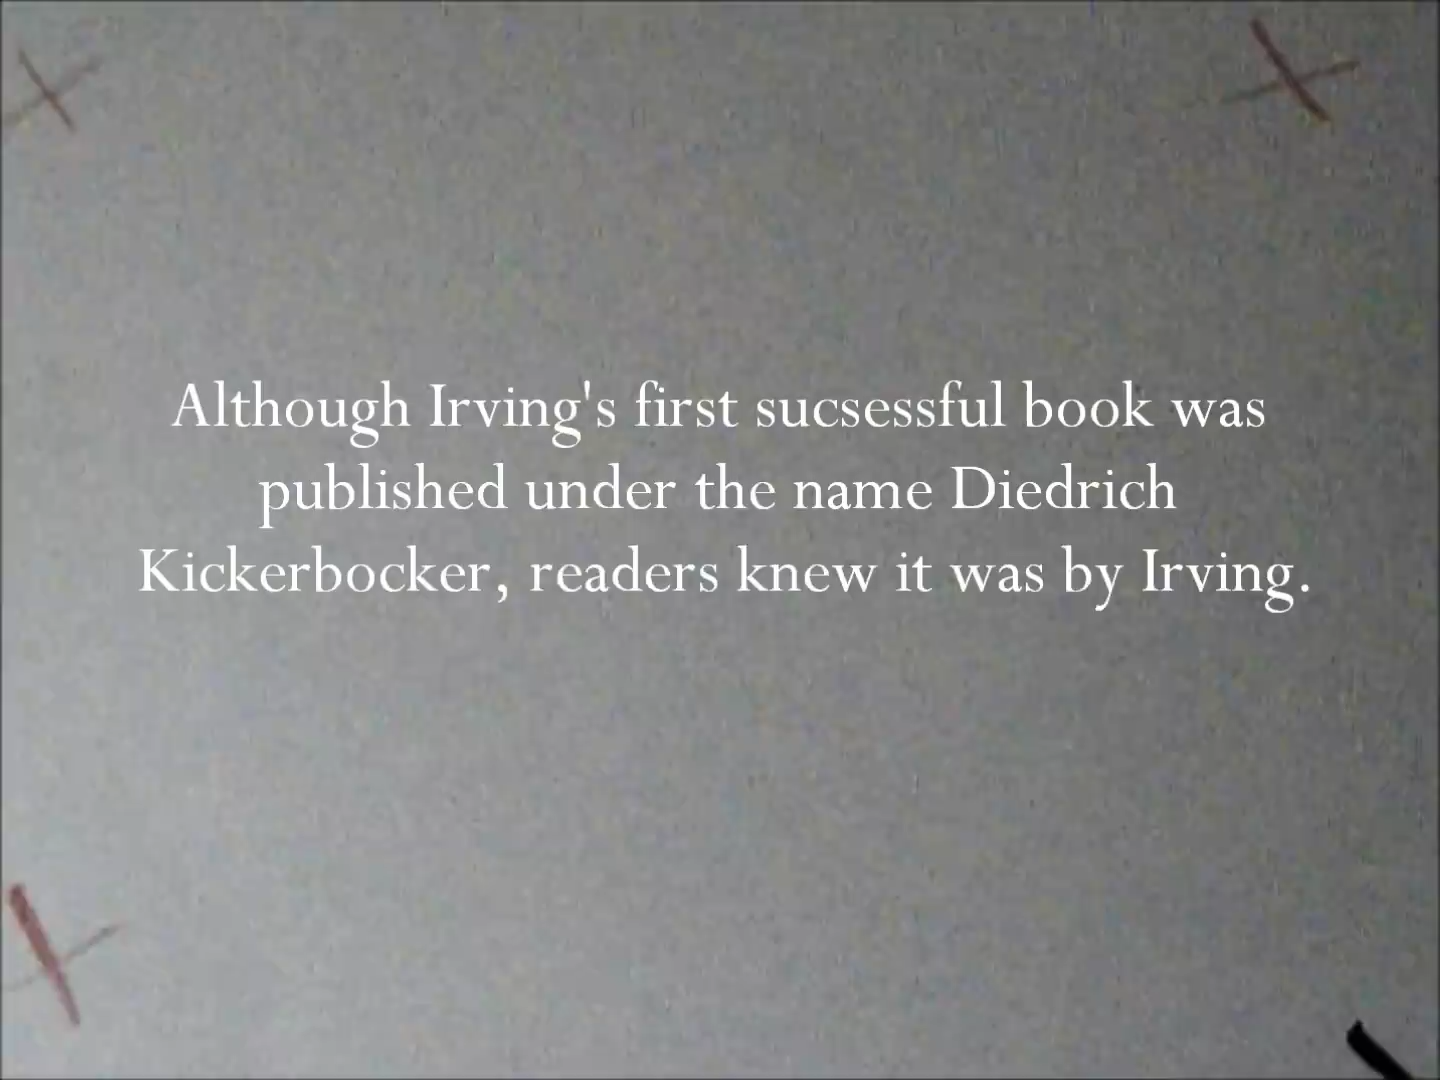 Although Irving's first sucsessful book was
published under the name Diedrich
Kickerbocker, readers knew it was by Irving.